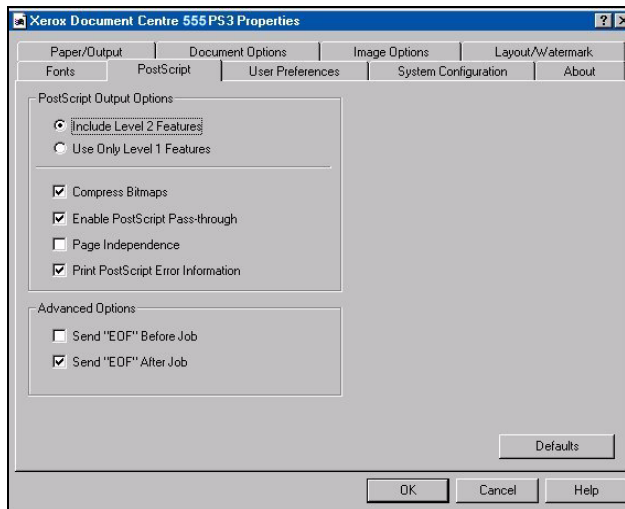 Xerox Document Centre 555 PS3 Properties
Paper/Output Document Options Image Options Layout/Watermark
Fonts PostScript User Preferences System Configuration About
PostScript Output Options
Include Level 2 Features
Use Only Level 1 Features
Compress Bitmaps
Enable PostScript Pass-through
Page Independence
Print PostScript Error Information
Advanced Options
Send "EOF" Before Job
Send "EOF" After Job
Defaults
OK Cancel Help